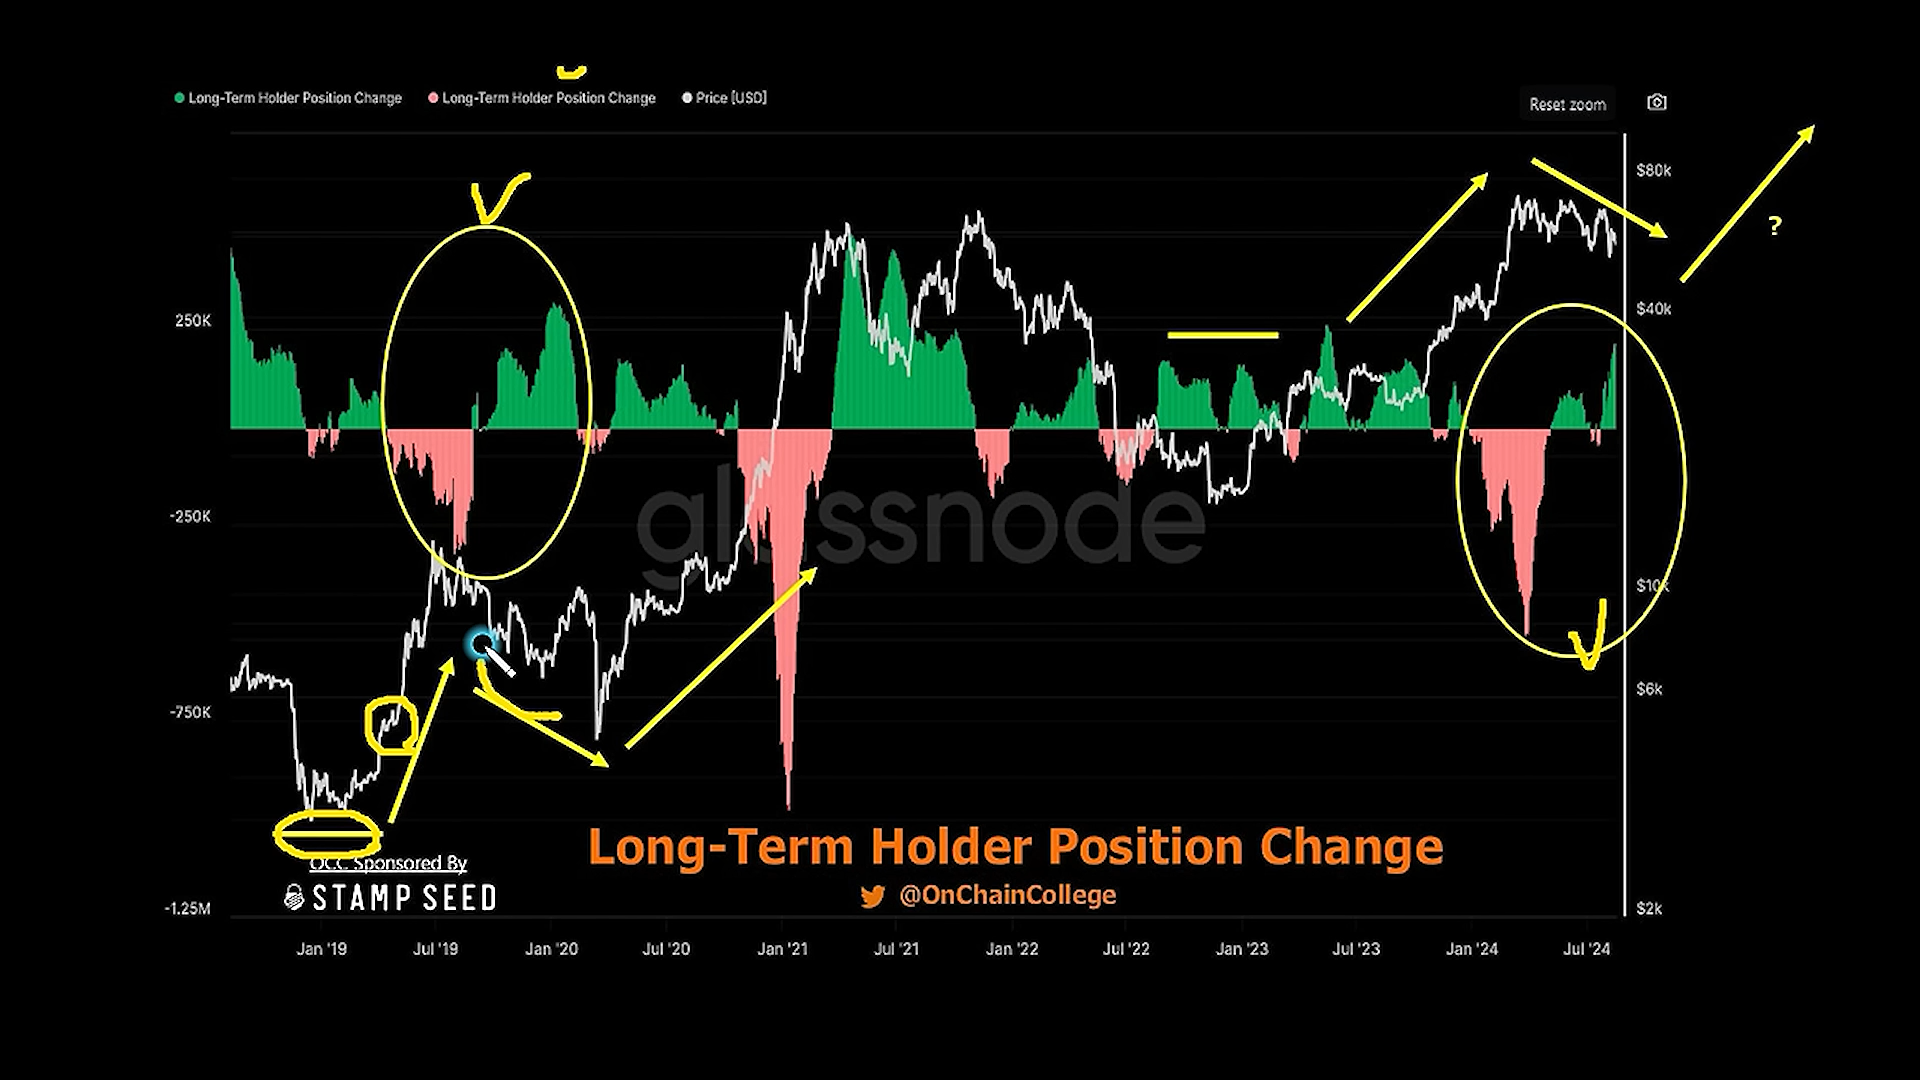 Long-Term Holder Position Change Long-Term Holder Position Change Price [USD]
Reset zoom
$80k
?
$40k
250K
-250K
glassnode
$10k
$6k
-750K
Long-Term Holder Position Change
OCC Sponsored By
STAMP SEED
@OnChainCollege
-1.25M
$2k
Jan '19 Jul '19 Jan '20 Jul '20 Jan '21 Jul '21 Jan '22 Jul '22 Jan '23 Jul '23 Jan '24 Jul '24